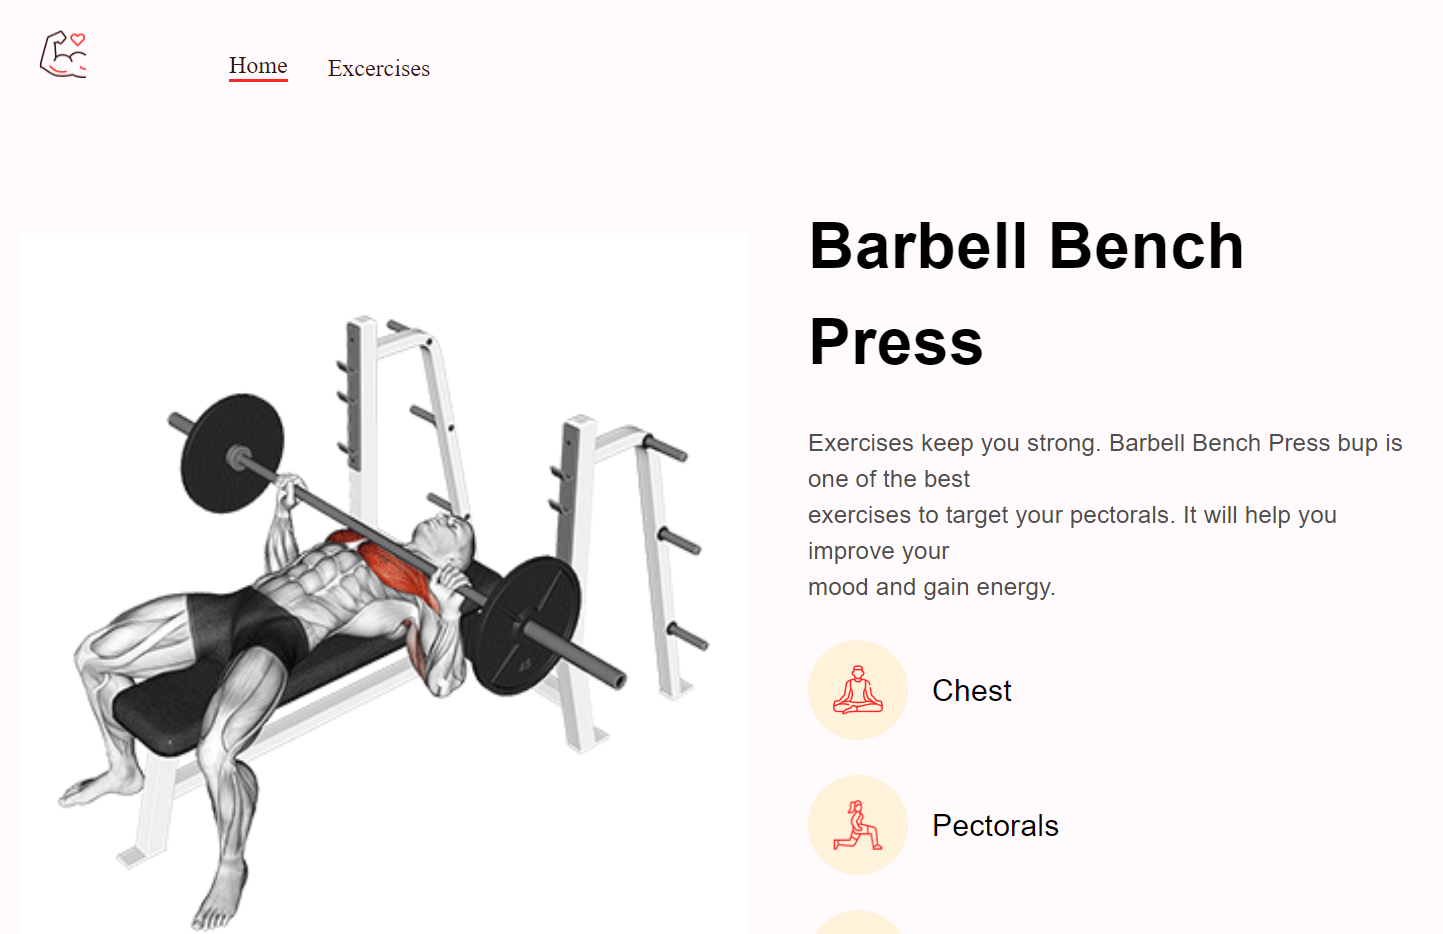 Home
Excercises
Barbell Bench
Press
Exercises keep you strong. Barbell Bench Press bup is
one of the best
exercises to target your pectorals. It will help you
improve your
mood and gain energy.
Chest
Pectorals
45